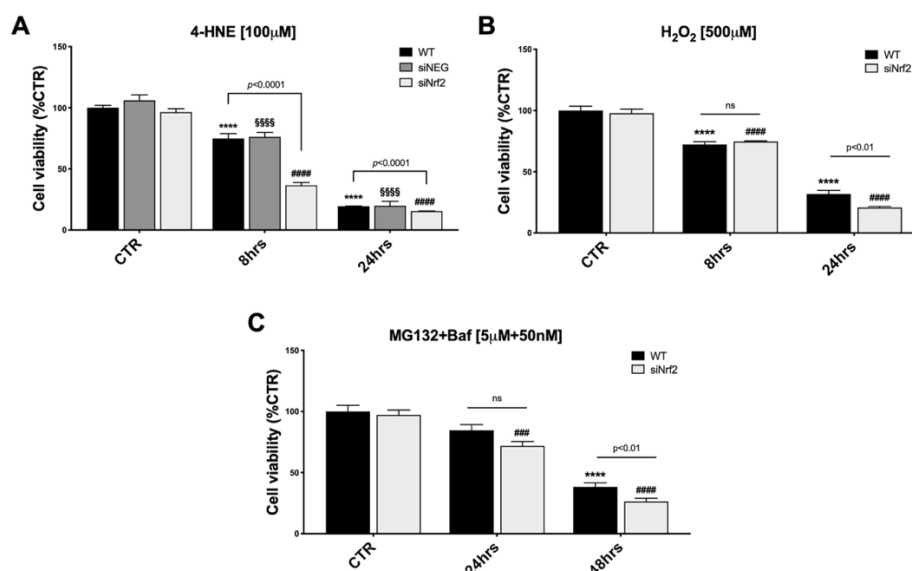 A
4-HNE [100μM]
WT
siNEG
siNrf2
Cell viability (%CTR)
150
100
50
0
p<0.0001
****
§§§§
####
p<0.0001
****
§§§§
####
CTR
8hrs
24hrs
B
H₂O₂ [500μM]
WT
siNrf2
Cell viability (%CTR)
150
100
50
0
ns
****
####
p<0.01
****
####
CTR
8hrs
24hrs
C
MG132+Baf [5μM+50nM]
WT
siNrf2
Cell viability (%CTR)
150
100
50
0
ns
###
p<0.01
****
####
CTR
24hrs
48hrs